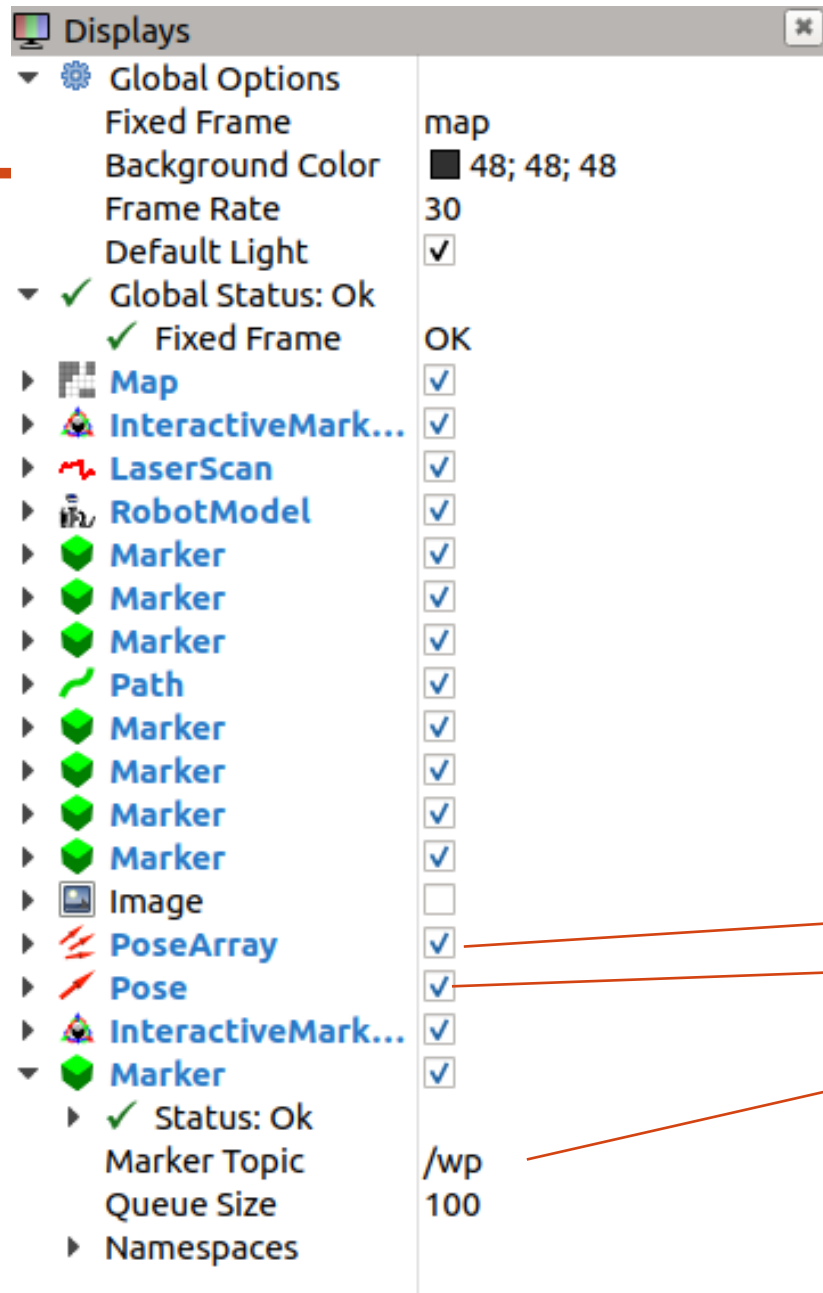 Displays
Global Options
Fixed Frame map
Background Color 48; 48; 48
Frame Rate 30
Default Light
Global Status: Ok
Fixed Frame OK
Map
InteractiveMark...
LaserScan
RobotModel
Marker
Marker
Marker
Path
Marker
Marker
Marker
Marker
Image
PoseArray
Pose
InteractiveMark...
Marker
Status: Ok
Marker Topic /wp
Queue Size 100
Namespaces